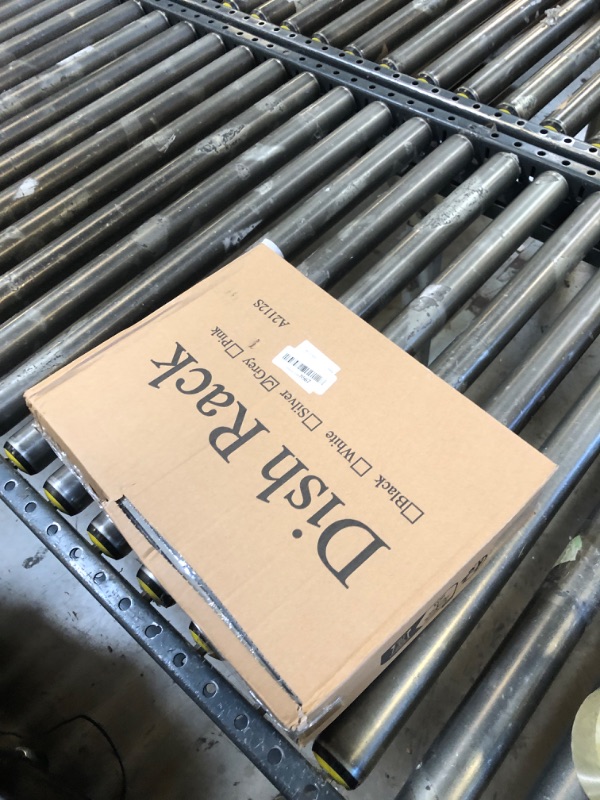 Dish Rack
☐Black ☐White ☐Silver ☑Grey ☐Pink
A2112S